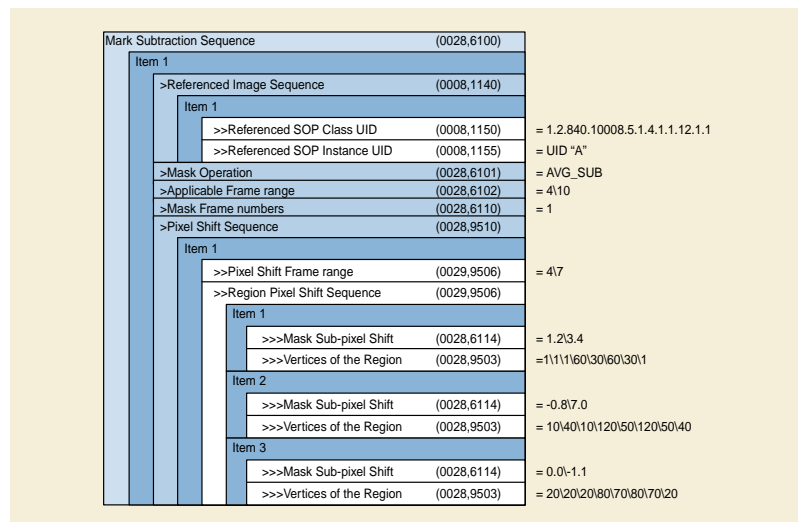 Mark Subtraction Sequence (0028,6100)
Item 1
>Referenced Image Sequence (0008,1140)
Item 1
>>Referenced SOP Class UID (0008,1150) = 1.2.840.10008.5.1.4.1.1.12.1.1
>>Referenced SOP Instance UID (0008,1155) = UID “A”
>Mask Operation (0028,6101) = AVG_SUB
>Applicable Frame range (0028,6102) = 4\10
>Mask Frame numbers (0028,6110) = 1
>Pixel Shift Sequence (0028,9510)
Item 1
>>Pixel Shift Frame range (0029,9506) = 4\7
>>Region Pixel Shift Sequence (0029,9506)
Item 1
>>>Mask Sub-pixel Shift (0028,6114) = 1.2\3.4
>>>Vertices of the Region (0028,9503) =1\1\1\60\30\60\30\1
Item 2
>>>Mask Sub-pixel Shift (0028,6114) = -0.8\7.0
>>>Vertices of the Region (0028,9503) = 10\40\10\120\50\120\50\40
Item 3
>>>Mask Sub-pixel Shift (0028,6114) = 0.0\-1.1
>>>Vertices of the Region (0028,9503) = 20\20\20\80\70\80\70\20